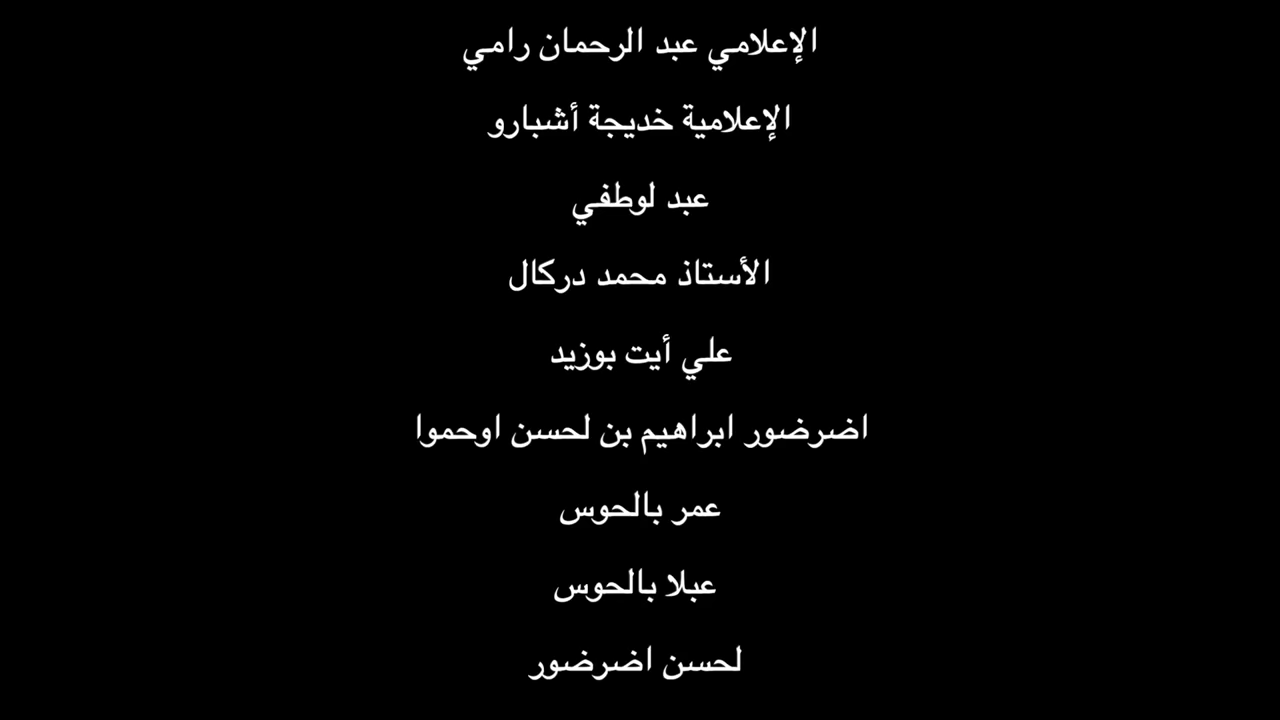 الإعلامي عبد الرحمان رامي
الإعلامية خديجة أشبارو
عبد لوطفي
الأستاذ محمد دركال
علي أيت بوزيد
اضرضور ابراهيم بن لحسن اوحموا
عمر بالحوس
عبلا بالحوس
لحسن اضرضور